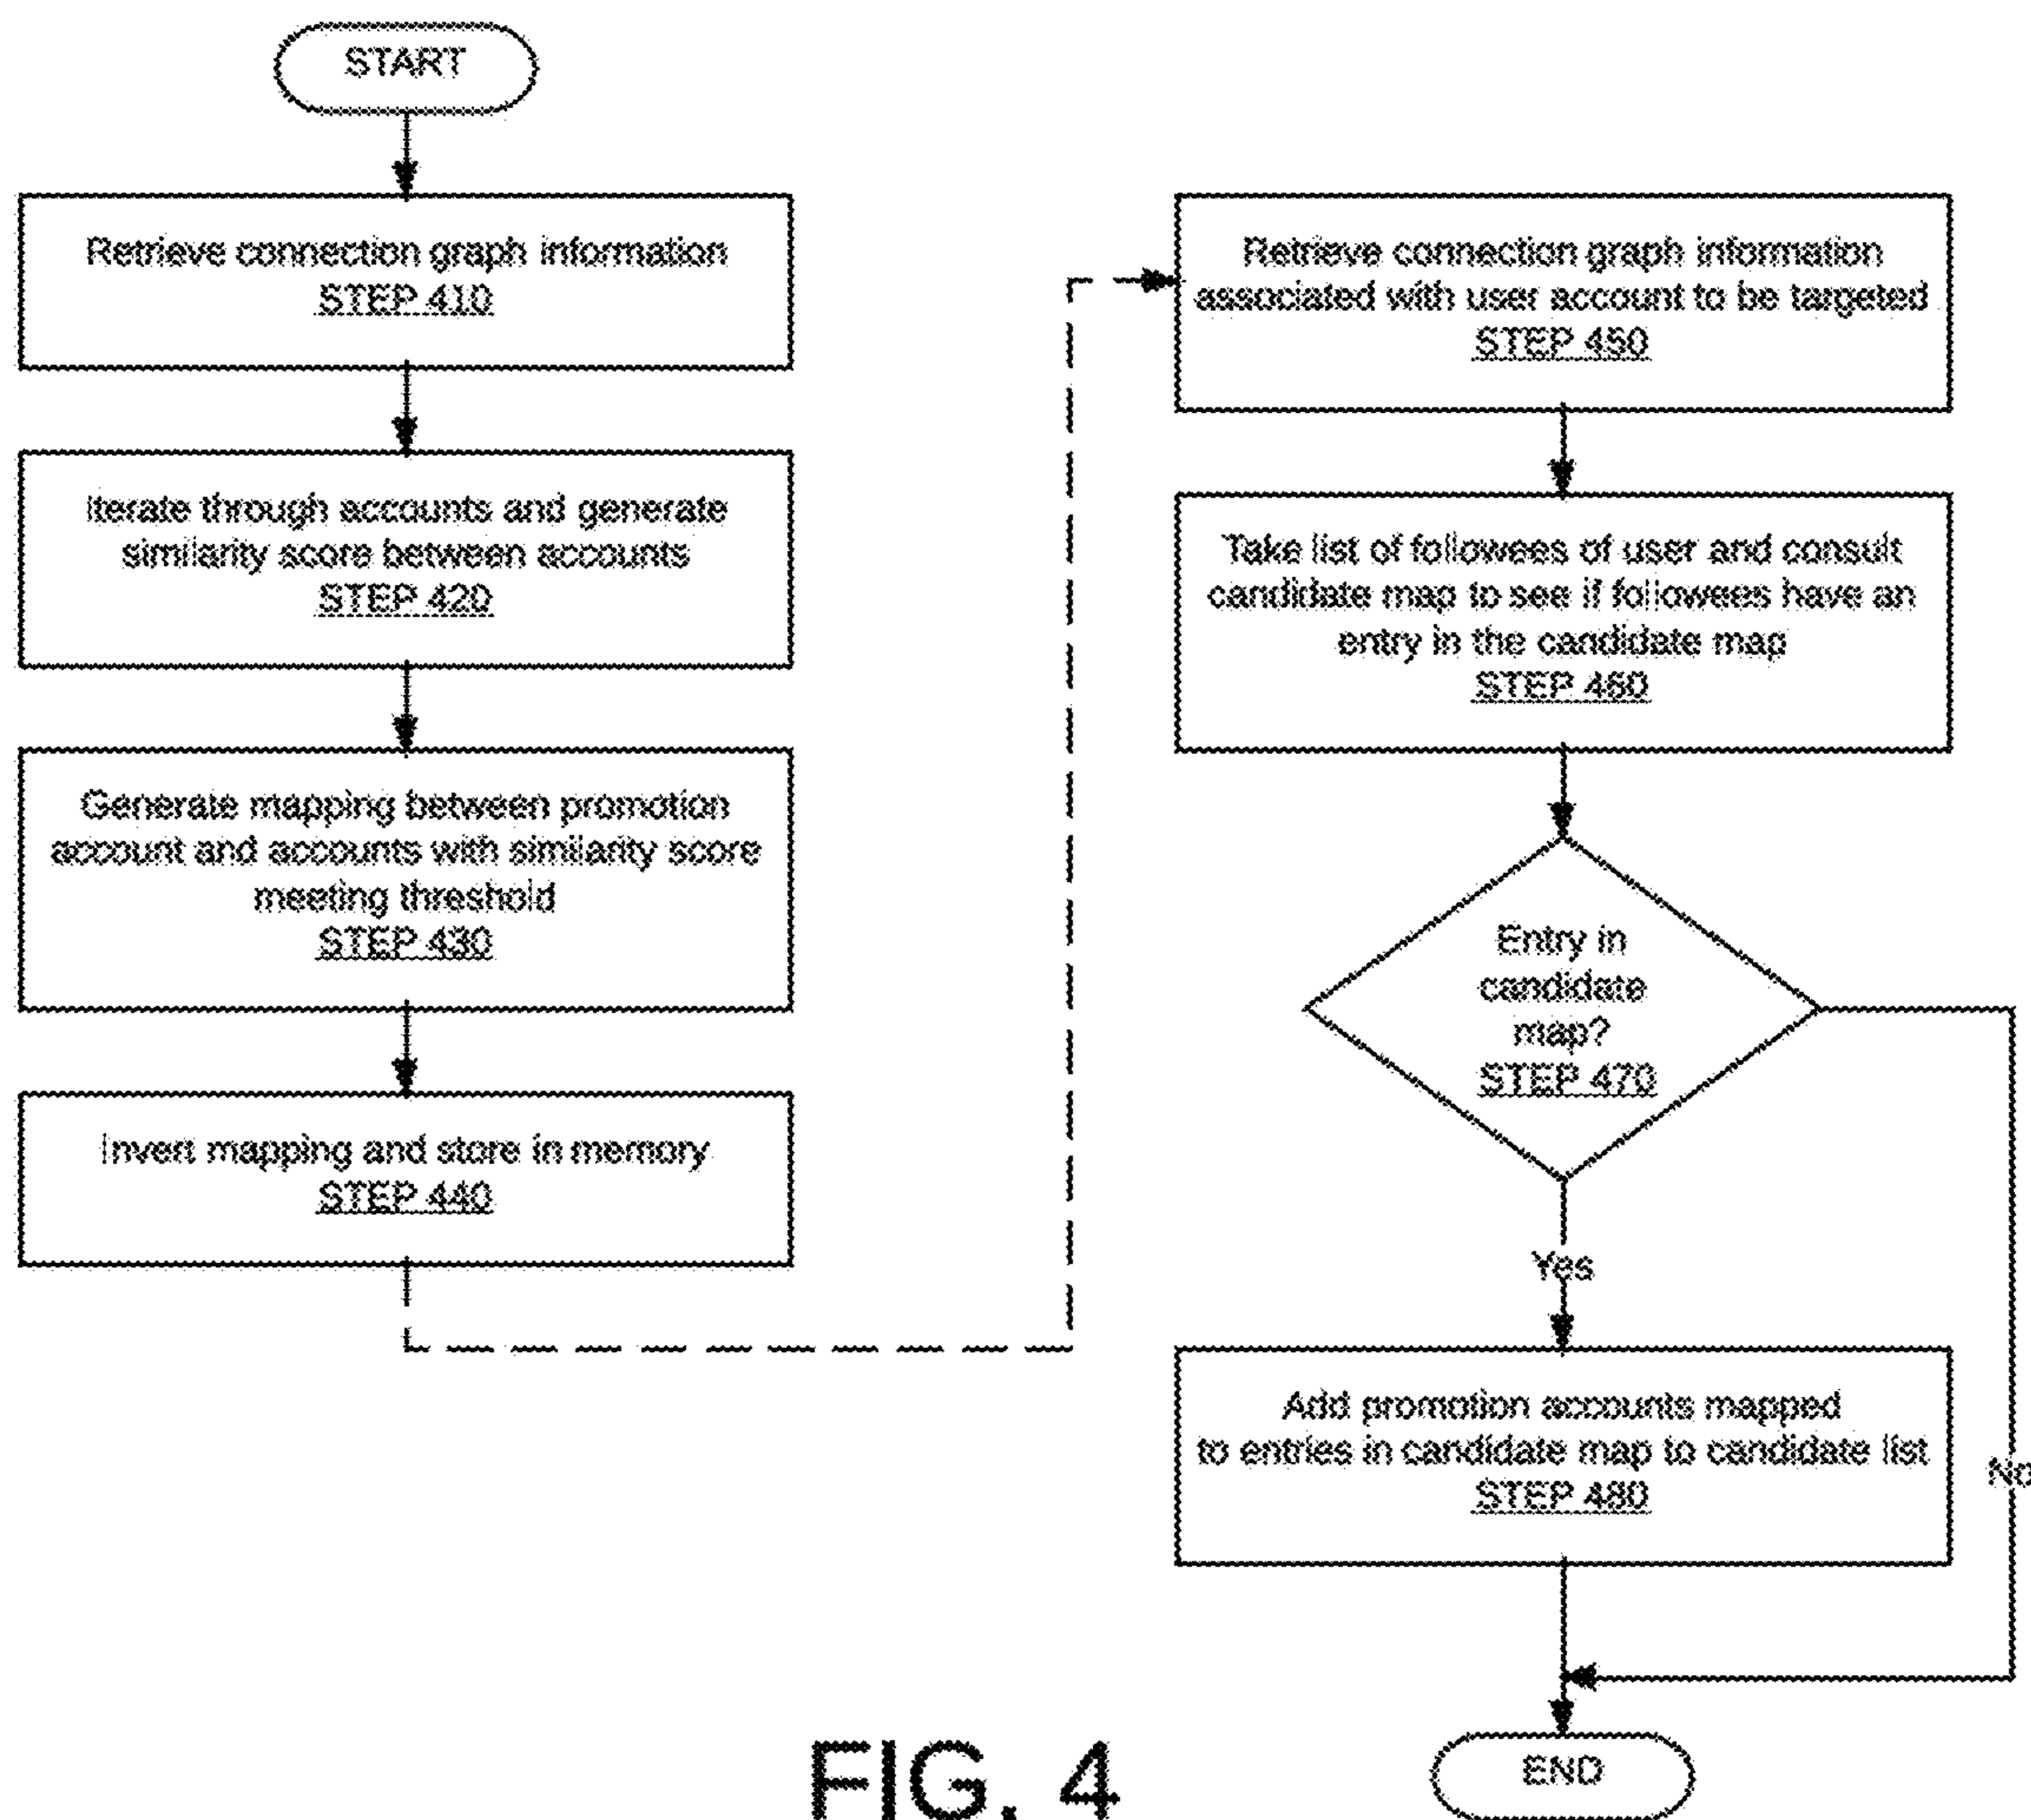 START
Retrieve connection graph information
STEP 410
Iterate through accounts and generate
similarity score between accounts
STEP 420
Generate mapping between promotion
account and accounts with similarity score
meeting threshold
STEP 430
Invert mapping and store in memory
STEP 440
Retrieve connection graph information
associated with user account to be targeted
STEP 450
Take list of followees of user and consult
candidate map to see if followees have an
entry in the candidate map
STEP 460
Entry in
candidate
map?
STEP 470
Yes
No
Add promotion accounts mapped
to entries in candidate map to candidate list
STEP 480
END
FIG. 4